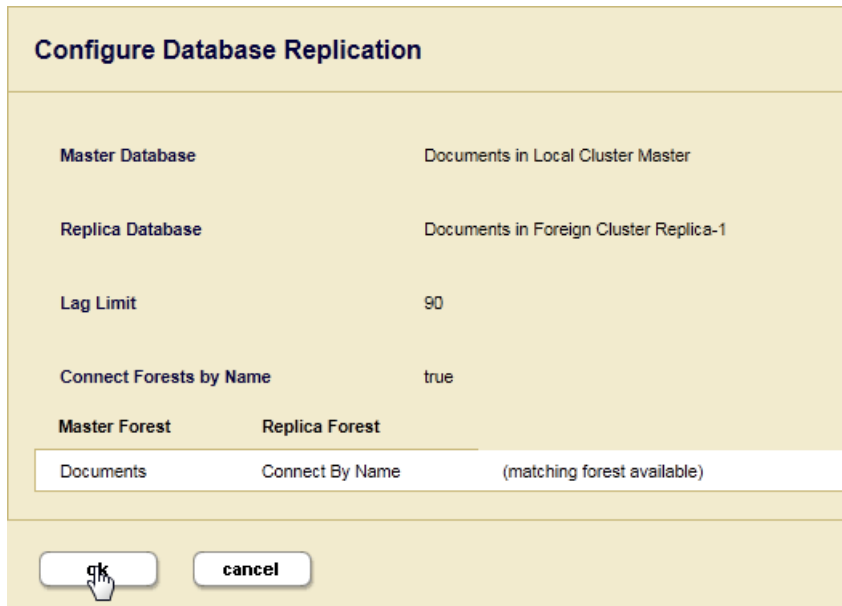 Configure Database Replication
Master Database Documents in Local Cluster Master
Replica Database Documents in Foreign Cluster Replica-1
Lag Limit 90
Connect Forests by Name true
Master Forest Replica Forest
Documents Connect By Name (matching forest available)
ok cancel